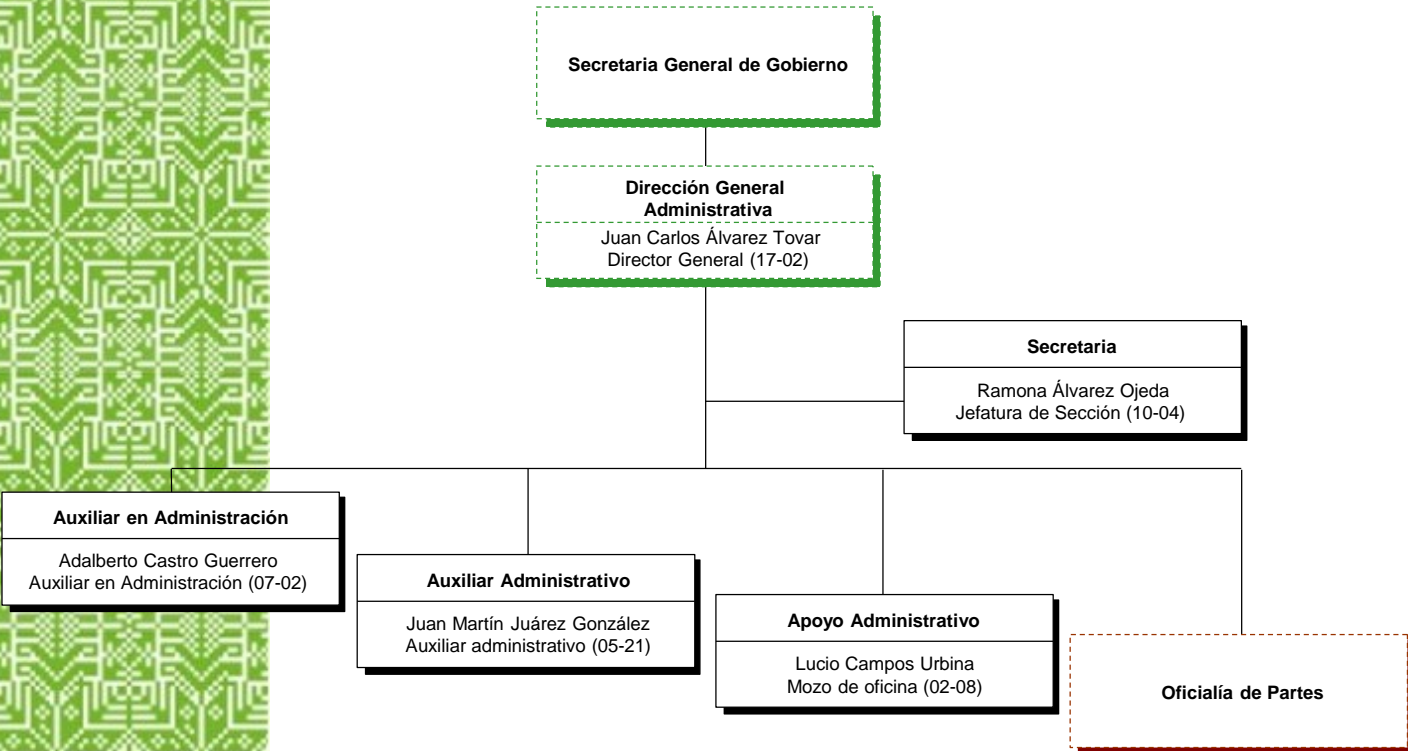 Secretaria General de Gobierno
Dirección General
Administrativa
Juan Carlos Álvarez Tovar
Director General (17-02)
Secretaria
Ramona Álvarez Ojeda
Jefatura de Sección (10-04)
Auxiliar en Administración
Adalberto Castro Guerrero
Auxiliar en Administración (07-02)
Auxiliar Administrativo
Juan Martín Juárez González
Auxiliar administrativo (05-21)
Apoyo Administrativo
Lucio Campos Urbina
Mozo de oficina (02-08)
Oficialía de Partes